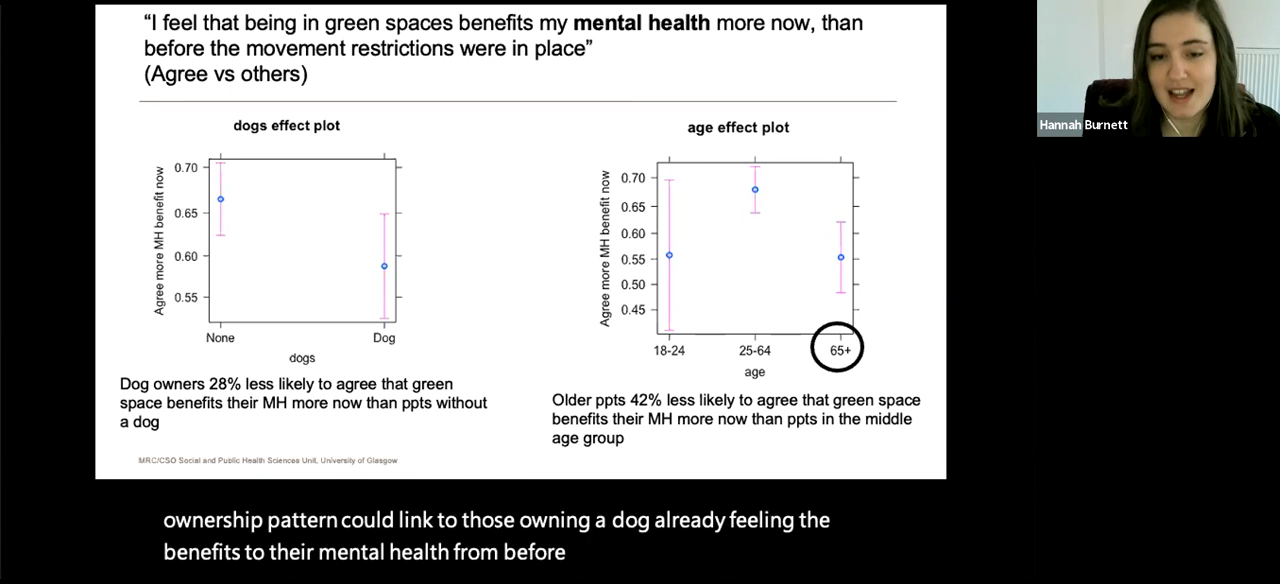 “I feel that being in green spaces benefits my mental health more now, than
before the movement restrictions were in place”
(Agree vs others)
dogs effect plot
Agree more MH benefit now
0.70
0.65
0.60
0.55
None
Dog
dogs
Dog owners 28% less likely to agree that green
space benefits their MH more now than ppts without
a dog
age effect plot
Agree more MH benefit now
0.70
0.65
0.60
0.55
0.50
0.45
18-24
25-64
65+
age
Older ppts 42% less likely to agree that green space
benefits their MH more now than ppts in the middle
age group
MRC/CSO Social and Public Health Sciences Unit, University of Glasgow
Hannah Burnett
ownership pattern could link to those owning a dog already feeling the
benefits to their mental health from before